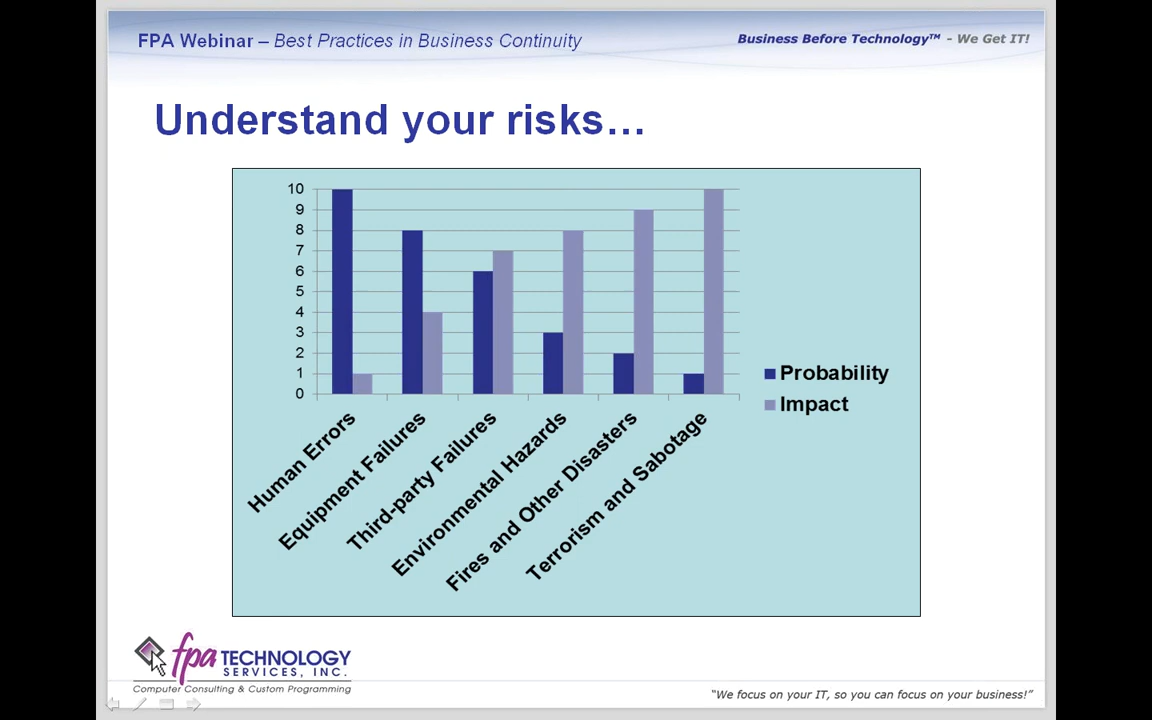 FPA Webinar – Best Practices in Business Continuity
Business Before Technology™ - We Get IT!
Understand your risks...
10
9
8
7
6
5
4
3
2
1
0
Human Errors
Equipment Failures
Third-party Failures
Environmental Hazards
Fires and Other Disasters
Terrorism and Sabotage
Probability
Impact
fpa TECHNOLOGY
SERVICES, INC.
Computer Consulting & Custom Programming
“We focus on your IT, so you can focus on your business!”